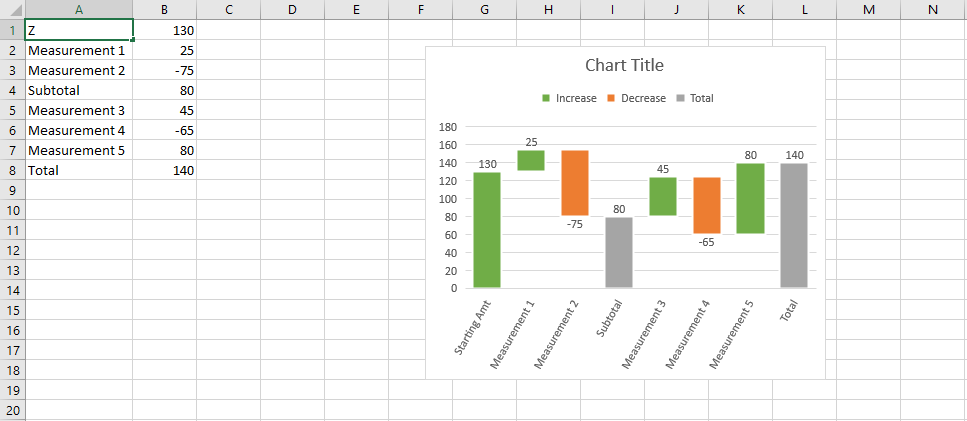 A B C D E F G H I J K L M N
1 Z 130
2 Measurement 1 25
3 Measurement 2 -75
4 Subtotal 80
5 Measurement 3 45
6 Measurement 4 -65
7 Measurement 5 80
8 Total 140
9
10
11
12
13
14
15
16
17
18
19
20
Chart Title
Increase Decrease Total
180
160
140
120
100
80
60
40
20
0
130
25
-75
80
45
-65
80
140
Starting Amt
Measurement 1
Measurement 2
Subtotal
Measurement 3
Measurement 4
Measurement 5
Total